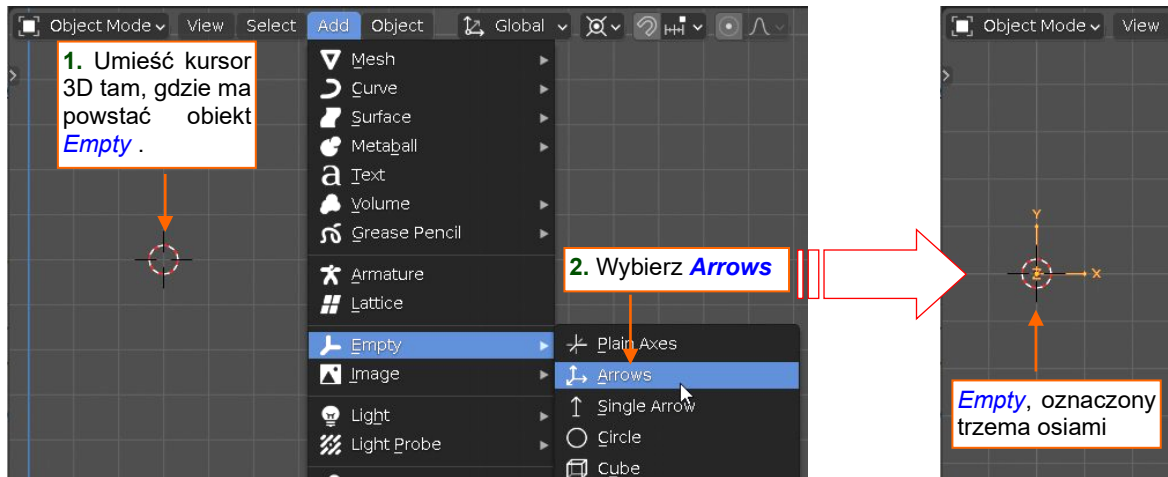 Object Mode View Select Add Object Global
1. Umieść kursor
3D tam, gdzie ma
powstać obiekt
Empty .
Mesh
Curve
Surface
Metaball
Text
Volume
Grease Pencil
Armature
Lattice
Empty
Image
Light
Light Probe
2. Wybierz Arrows
Plain Axes
Arrows
Single Arrow
Circle
Cube
Object Mode View
Y
Z
X
Empty, oznaczony
trzema osiami